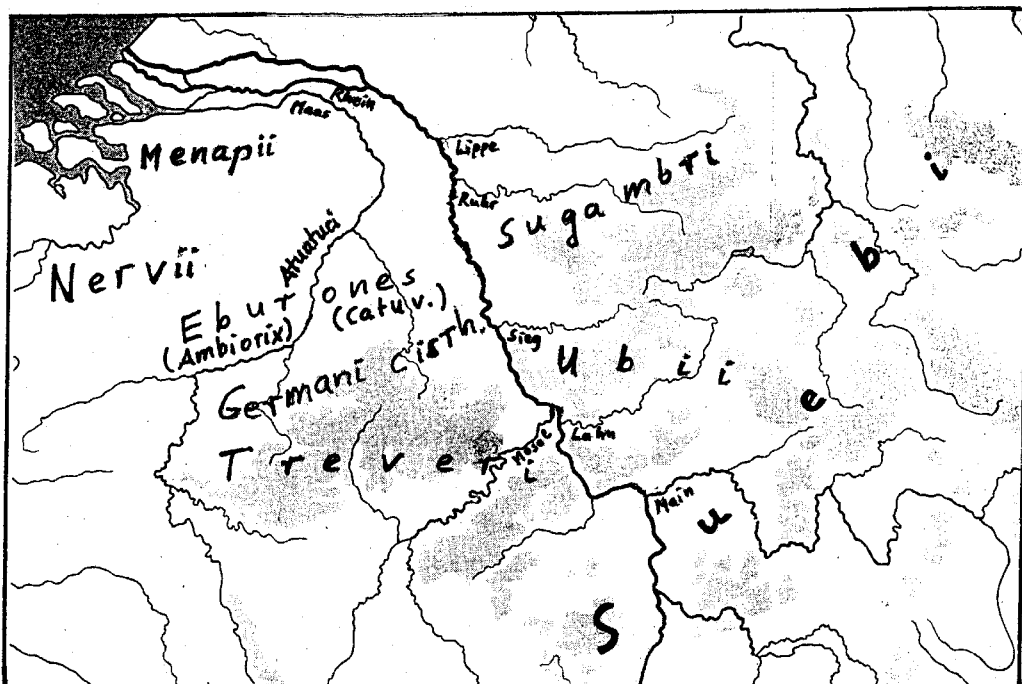 Rhein
Maas
Menapii
Lippe
Ruhr
Sugambri
Atuatuci
Nervii
Eburones
(Ambiorix)
(Catuv.)
Sieg
Ubii
Germani Cisrh.
Treveri
Mosel
Lahn
Main
Suebi